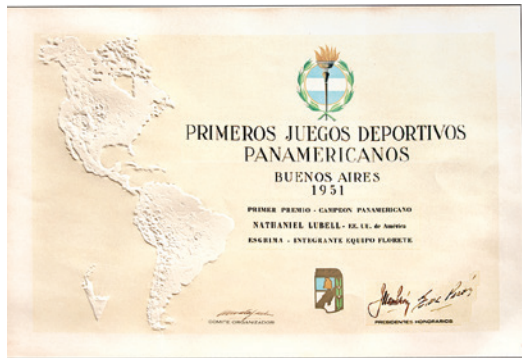 PRIMEROS JUEGOS DEPORTIVOS
PANAMERICANOS
BUENOS AIRES
1951
PRIMER PREMIO - CAMPEON PANAMERICANO
NATHANIEL LUBELL - EE. UU. de América
ESGRIMA - INTEGRANTE EQUIPO FLORETE
COMITE ORGANIZADOR
PRESIDENTES HONORARIOS